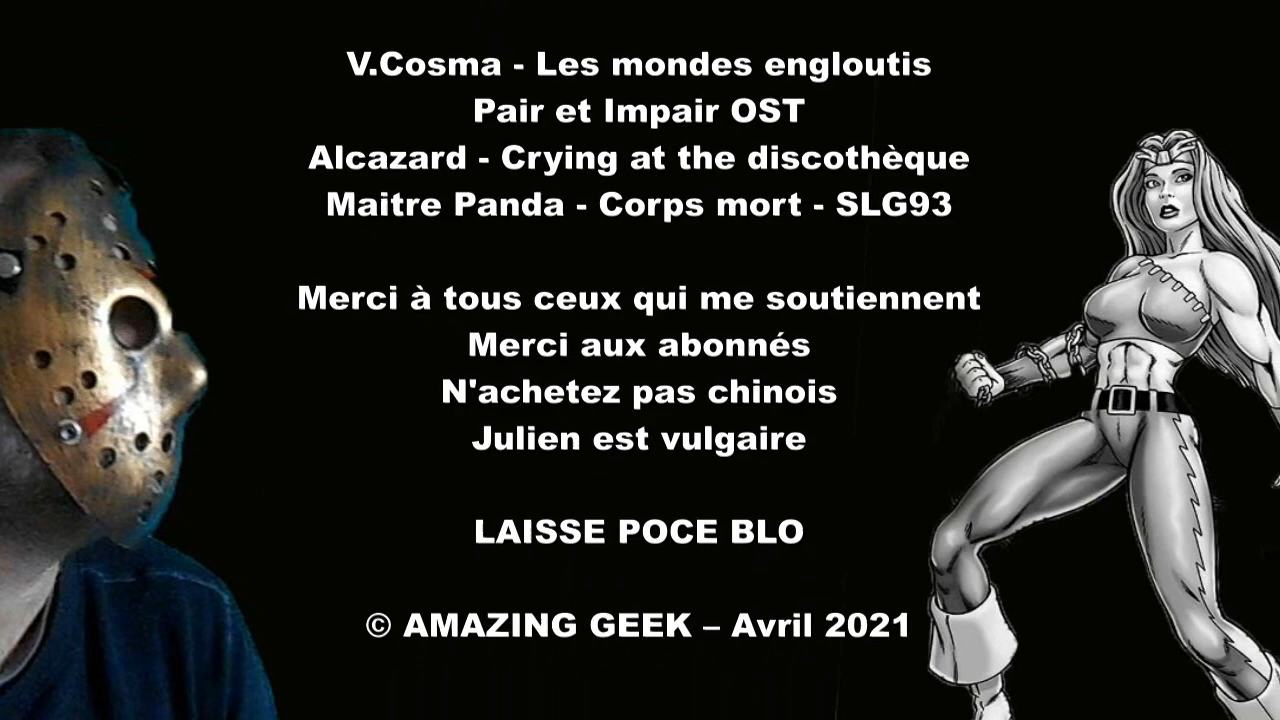 V.Cosma - Les mondes engloutis
Pair et Impair OST
Alcazard - Crying at the discothèque
Maitre Panda - Corps mort - SLG93
Merci à tous ceux qui me soutiennent
Merci aux abonnés
N'achetez pas chinois
Julien est vulgaire
LAISSE POCE BLO
© AMAZING GEEK – Avril 2021